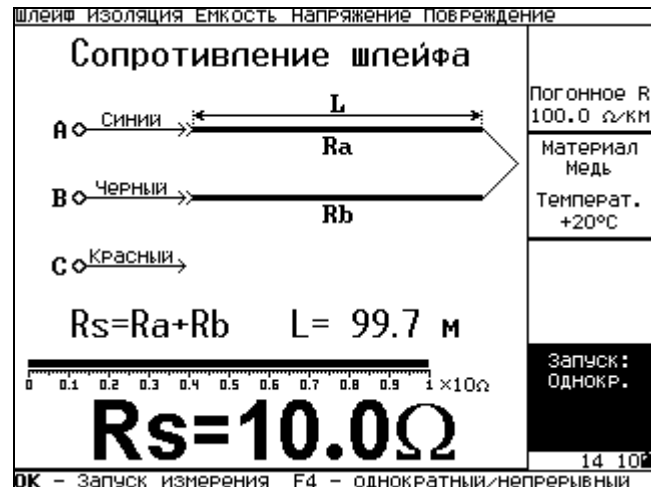 Шлейф Изоляция Емкость Напряжение Повреждение
Сопротивление шлейфа
Погонное R
100.0 Ω/км
Материал
Медь
Температ.
+20°C
A Синий L
Ra
B Черный
Rb
C Красный
Rs=Ra+Rb L= 99.7 м
0 0.1 0.2 0.3 0.4 0.5 0.6 0.7 0.8 0.9 1 ×10Ω
Rs=10.0Ω
Запуск:
Однокр.
14 10
OK – Запуск измерения F4 – однократный/непрерывный